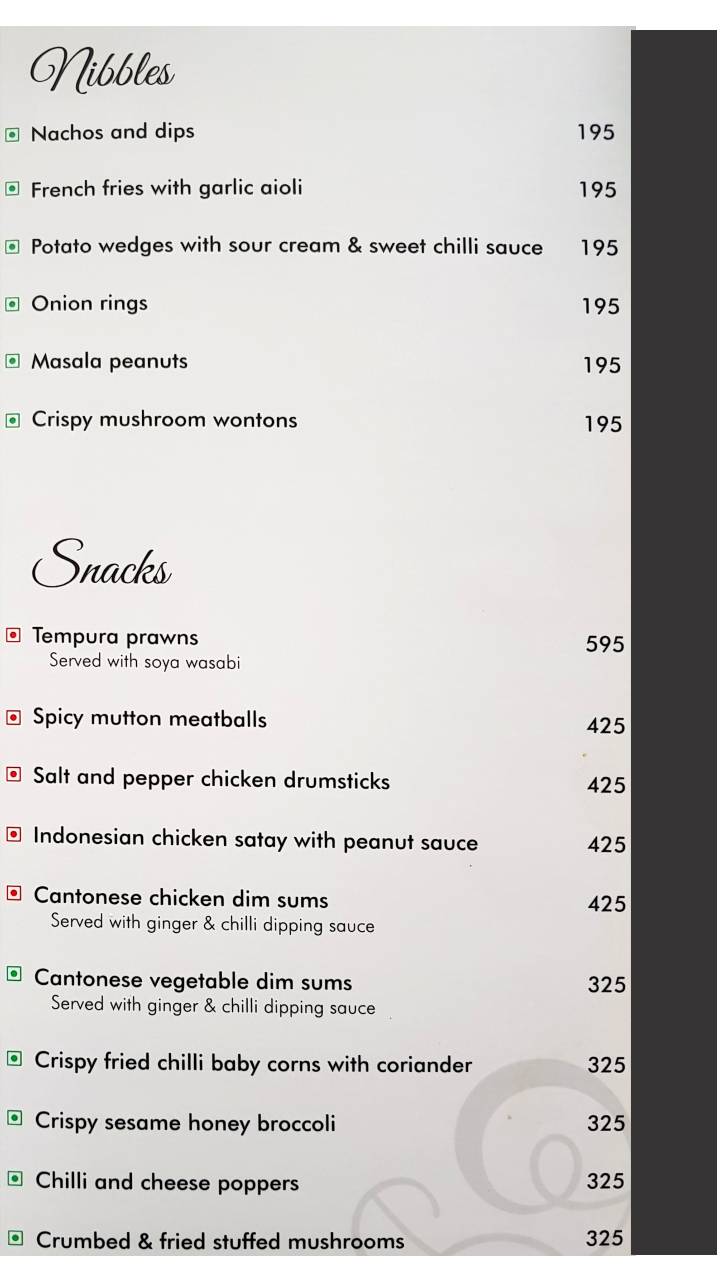 Nibbles
Nachos and dips 195
French fries with garlic aioli 195
Potato wedges with sour cream & sweet chilli sauce 195
Onion rings 195
Masala peanuts 195
Crispy mushroom wontons 195
Snacks
Tempura prawns 595
Served with soya wasabi
Spicy mutton meatballs 425
Salt and pepper chicken drumsticks 425
Indonesian chicken satay with peanut sauce 425
Cantonese chicken dim sums 425
Served with ginger & chilli dipping sauce
Cantonese vegetable dim sums 325
Served with ginger & chilli dipping sauce
Crispy fried chilli baby corns with coriander 325
Crispy sesame honey broccoli 325
Chilli and cheese poppers 325
Crumbed & fried stuffed mushrooms 325